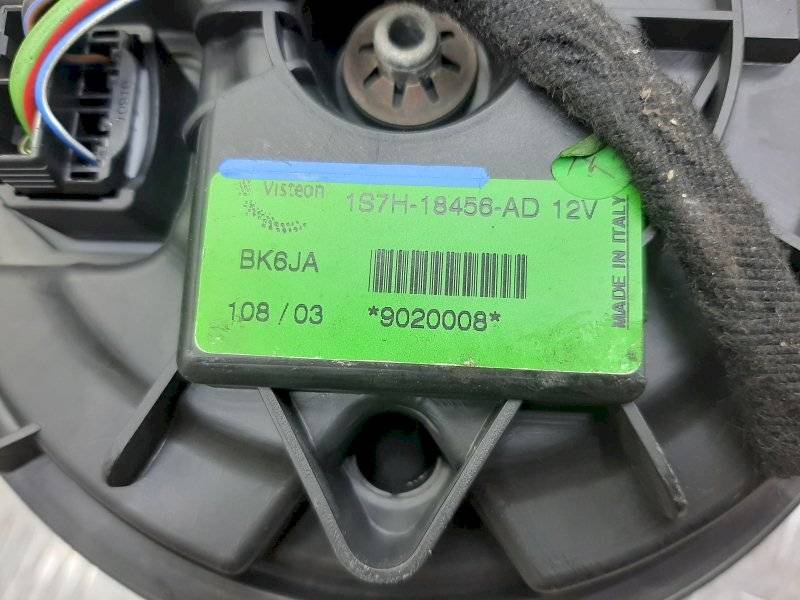 Visteon
1S7H-18456-AD 12V
BK6JA
108 / 03
*9020008*
MADE IN ITALY